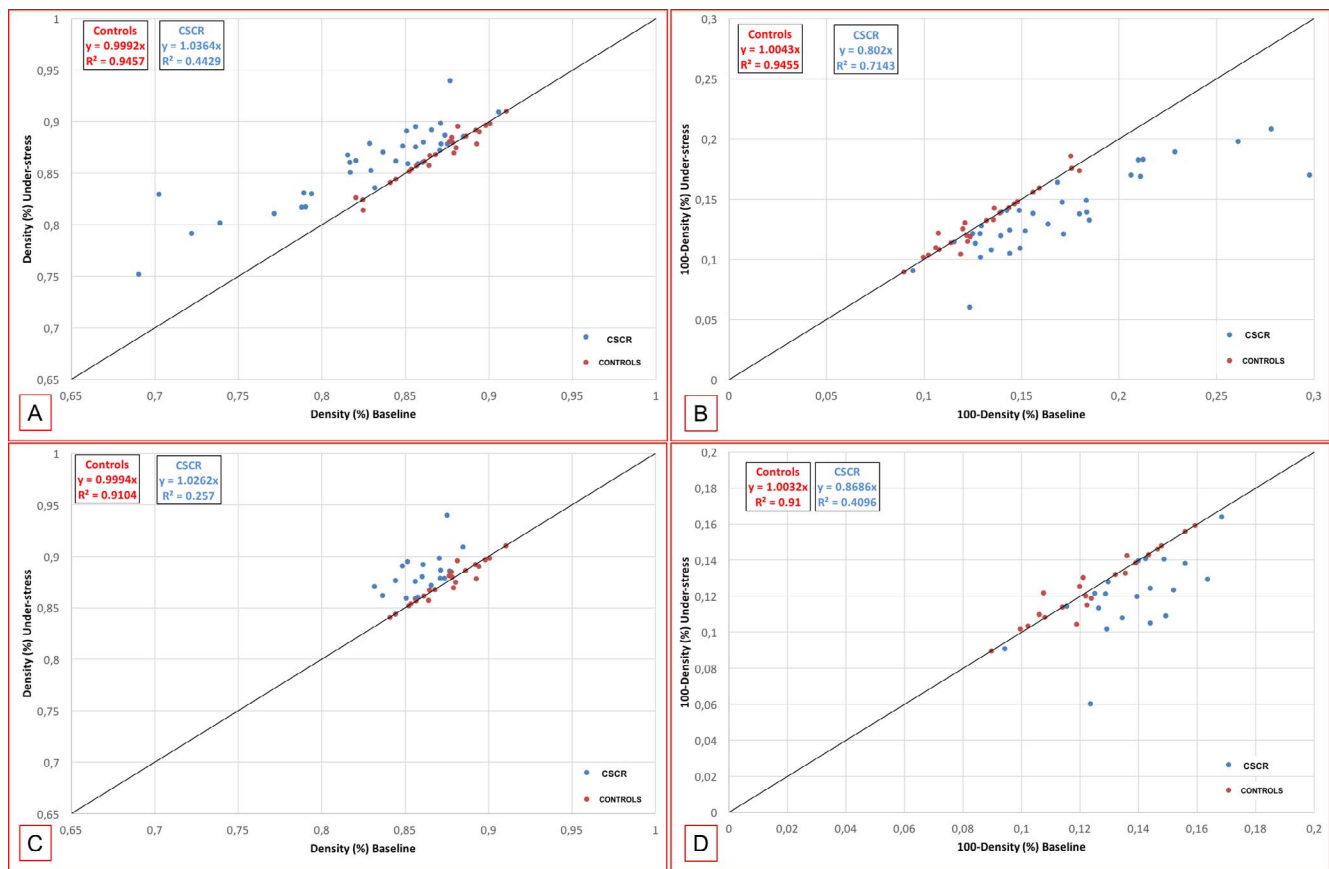 Controls
y = 0.9992x
R² = 0.9457
CSCR
y = 1.0364x
R² = 0.4429
1
0,95
0,9
0,85
0,8
0,75
0,7
0,65
Density (%) Under-stress
CSCR
CONTROLS
0,65
0,7
0,75
0,8
0,85
0,9
0,95
1
Density (%) Baseline
A
Controls
y = 1.0043x
R² = 0.9455
CSCR
y = 0.802x
R² = 0.7143
0,3
0,25
0,2
0,15
0,1
0,05
0
100-Density (%) Under-stress
CSCR
CONTROLS
0
0,05
0,1
0,15
0,2
0,25
0,3
100-Density (%) Baseline
B
Controls
y = 0.9994x
R² = 0.9104
CSCR
y = 1.0262x
R² = 0.257
1
0,95
0,9
0,85
0,8
0,75
0,7
0,65
Density (%) Under-stress
CSCR
CONTROLS
0,65
0,7
0,75
0,8
0,85
0,9
0,95
1
Density (%) Baseline
C
Controls
y = 1.0032x
R² = 0.91
CSCR
y = 0.8686x
R² = 0.4096
0,2
0,18
0,16
0,14
0,12
0,1
0,08
0,06
0,04
0,02
0
100-Density (%) Under-stress
CSCR
CONTROLS
0
0,02
0,04
0,06
0,08
0,1
0,12
0,14
0,16
0,18
0,2
100-Density (%) Baseline
D